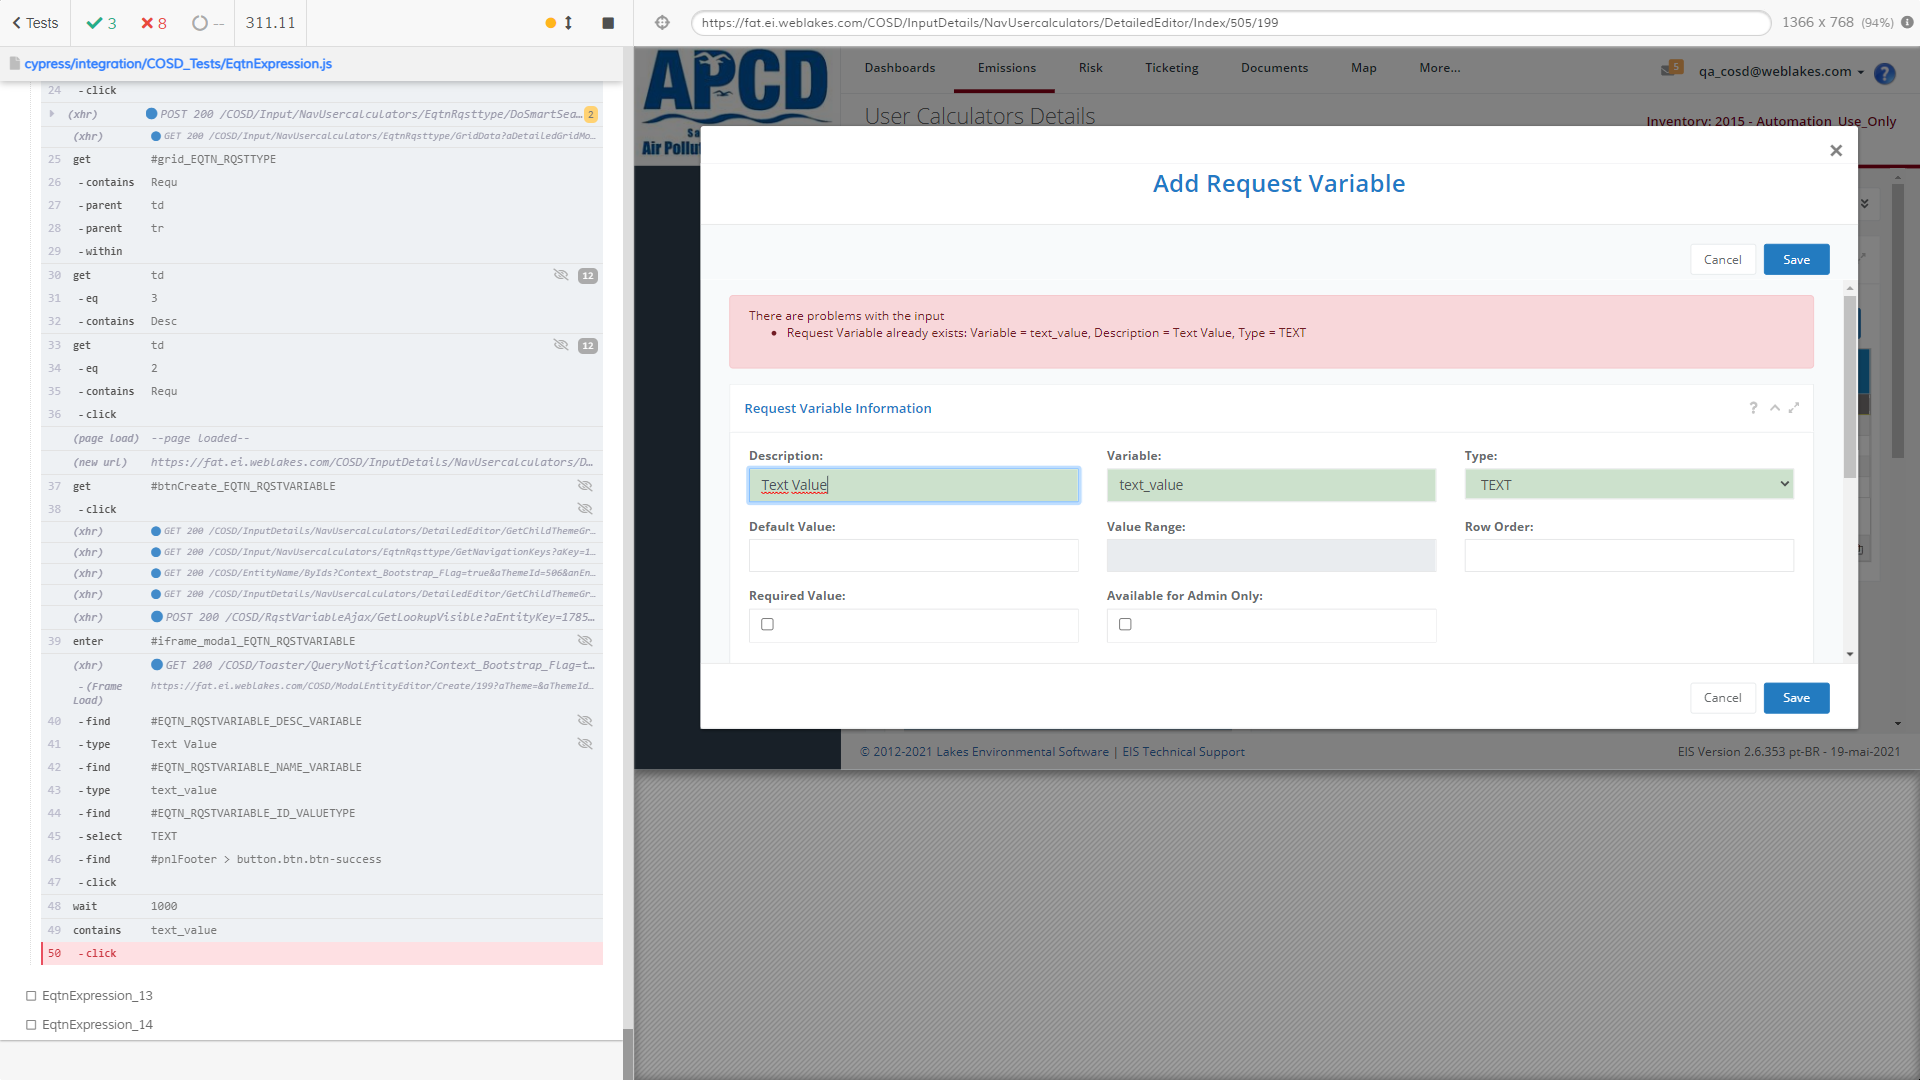 Tests
3
8
--
311.11
https://fat.ei.weblakes.com/COSD/InputDetails/NavUsercalculators/DetailedEditor/Index/505/199
1366 x 768 (94%)
cypress/integration/COSD_Tests/EqtnExpression.js
24 -click
(xhr) POST 200 /COSD/Input/NavUsercalculators/EqtnRqsttype/DoSmartSea... 2
(xhr) GET 200 /COSD/Input/NavUsercalculators/EqtnRqsttype/GridData?aDetailedGridMo...
25 get #grid_EQTN_RQSTTYPE
26 -contains Requ
27 -parent td
28 -parent tr
29 -within
30 get td 12
31 -eq 3
32 -contains Desc
33 get td 12
34 -eq 2
35 -contains Requ
36 -click
(page load) --page loaded--
(new url) https://fat.ei.weblakes.com/COSD/InputDetails/NavUsercalculators/D...
37 get #btnCreate_EQTN_RQSTVARIABLE
38 -click
(xhr) GET 200 /COSD/InputDetails/NavUsercalculators/DetailedEditor/GetChildThemeGr...
(xhr) GET 200 /COSD/Input/NavUsercalculators/EqtnRqsttype/GetNavigationKeys?aKey=1...
(xhr) GET 200 /COSD/EntityName/ByIds?Context_Bootstrap_Flag=true&aThemeId=506&anEn...
(xhr) GET 200 /COSD/InputDetails/NavUsercalculators/DetailedEditor/GetChildThemeGr...
(xhr) POST 200 /COSD/RqstVariableAjax/GetLookupVisible?aEntityKey=1785...
39 enter #iframe_modal_EQTN_RQSTVARIABLE
(xhr) GET 200 /COSD/Toaster/QueryNotification?Context_Bootstrap_Flag=t...
-(Frame Load) https://fat.ei.weblakes.com/COSD/ModalEntityEditor/Create/199?aTheme=&aThemeId...
40 -find #EQTN_RQSTVARIABLE_DESC_VARIABLE
41 -type Text Value
42 -find #EQTN_RQSTVARIABLE_NAME_VARIABLE
43 -type text_value
44 -find #EQTN_RQSTVARIABLE_ID_VALUETYPE
45 -select TEXT
46 -find #pnlFooter > button.btn.btn-success
47 -click
48 wait 1000
49 contains text_value
50 -click
EqtnExpression_13
EqtnExpression_14
APCD
Sa
Air Pollu
Dashboards Emissions Risk Ticketing Documents Map More...
5
qa_cosd@weblakes.com
?
User Calculators Details
Inventory: 2015 - Automation_Use_Only
Add Request Variable
Cancel Save
There are problems with the input
• Request Variable already exists: Variable = text_value, Description = Text Value, Type = TEXT
Request Variable Information
?
Description: Variable: Type:
Text Value text_value TEXT
Default Value: Value Range: Row Order:
Required Value: Available for Admin Only:
Cancel Save
© 2012-2021 Lakes Environmental Software | EIS Technical Support
EIS Version 2.6.353 pt-BR - 19-mai-2021